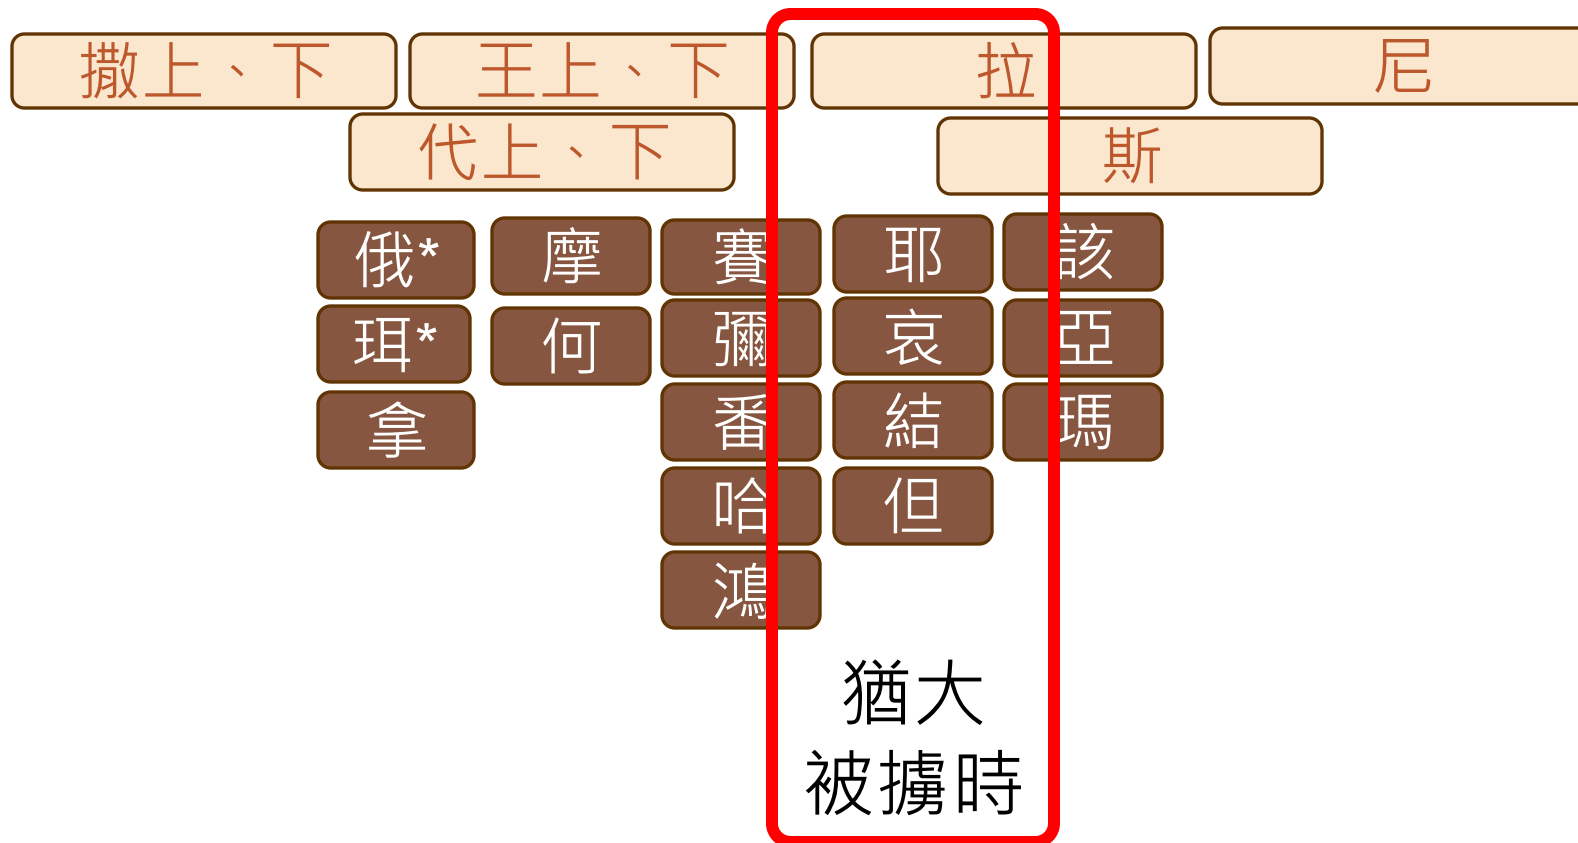 撒上、下
王上、下
拉
尼
代上、下
斯
俄*
摩
賽
耶
該
珥*
何
彌
哀
亞
拿
番
結
瑪
哈
但
鴻
猶大
被擄時